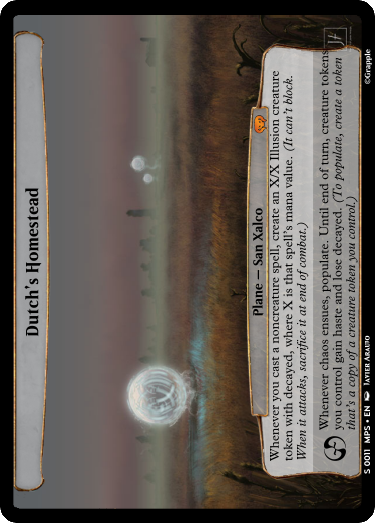 Dutch's Homestead
Plane — San Xalco
Whenever you cast a noncreature spell, create an X/X Illusion creature
token with decayed, where X is that spell's mana value. (It can't block.
When it attacks, sacrifice it at end of combat.)
Whenever chaos ensues, populate. Until end of turn, creature tokens
you control gain haste and lose decayed. (To populate, create a token
that's a copy of a creature token you control.)
S 0011 MPS • EN Javier Arauto
©Grapple